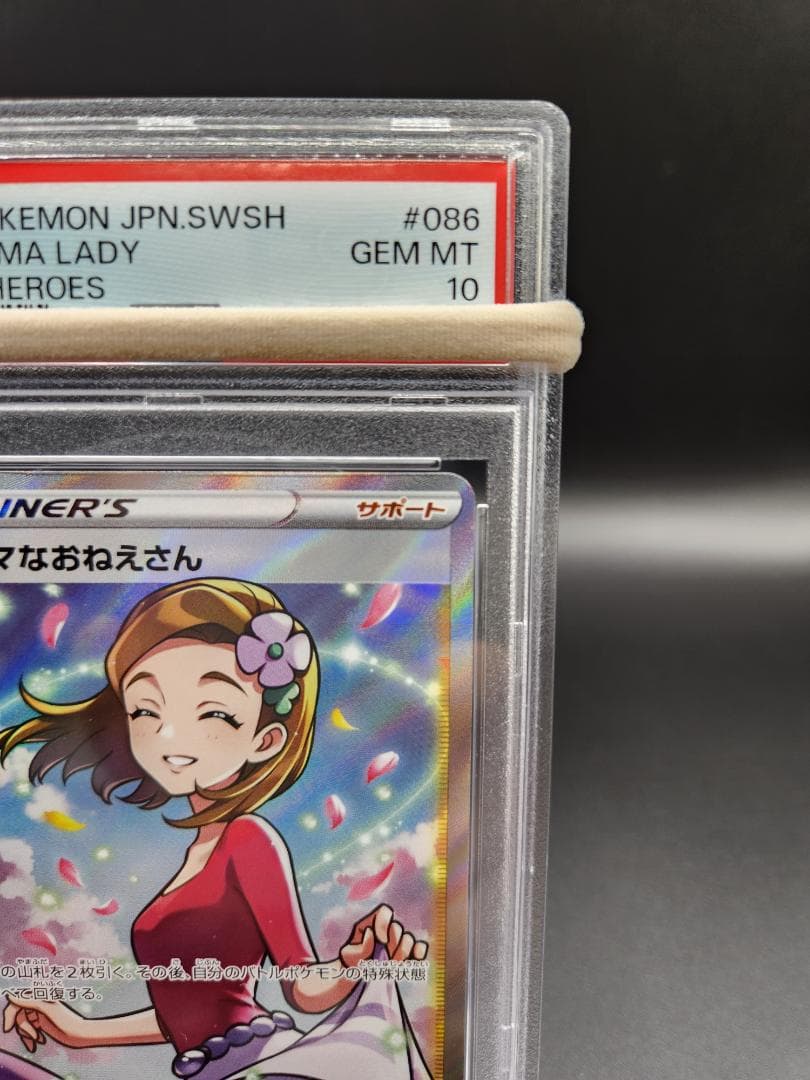 KEMON JPN.SWSH #086
MA LADY GEM MT
HEROES 10
INER'S サポート
マなおねえさん
の山札を2枚引く。その後、自分のバトルポケモンの特殊状態
べて回復する。